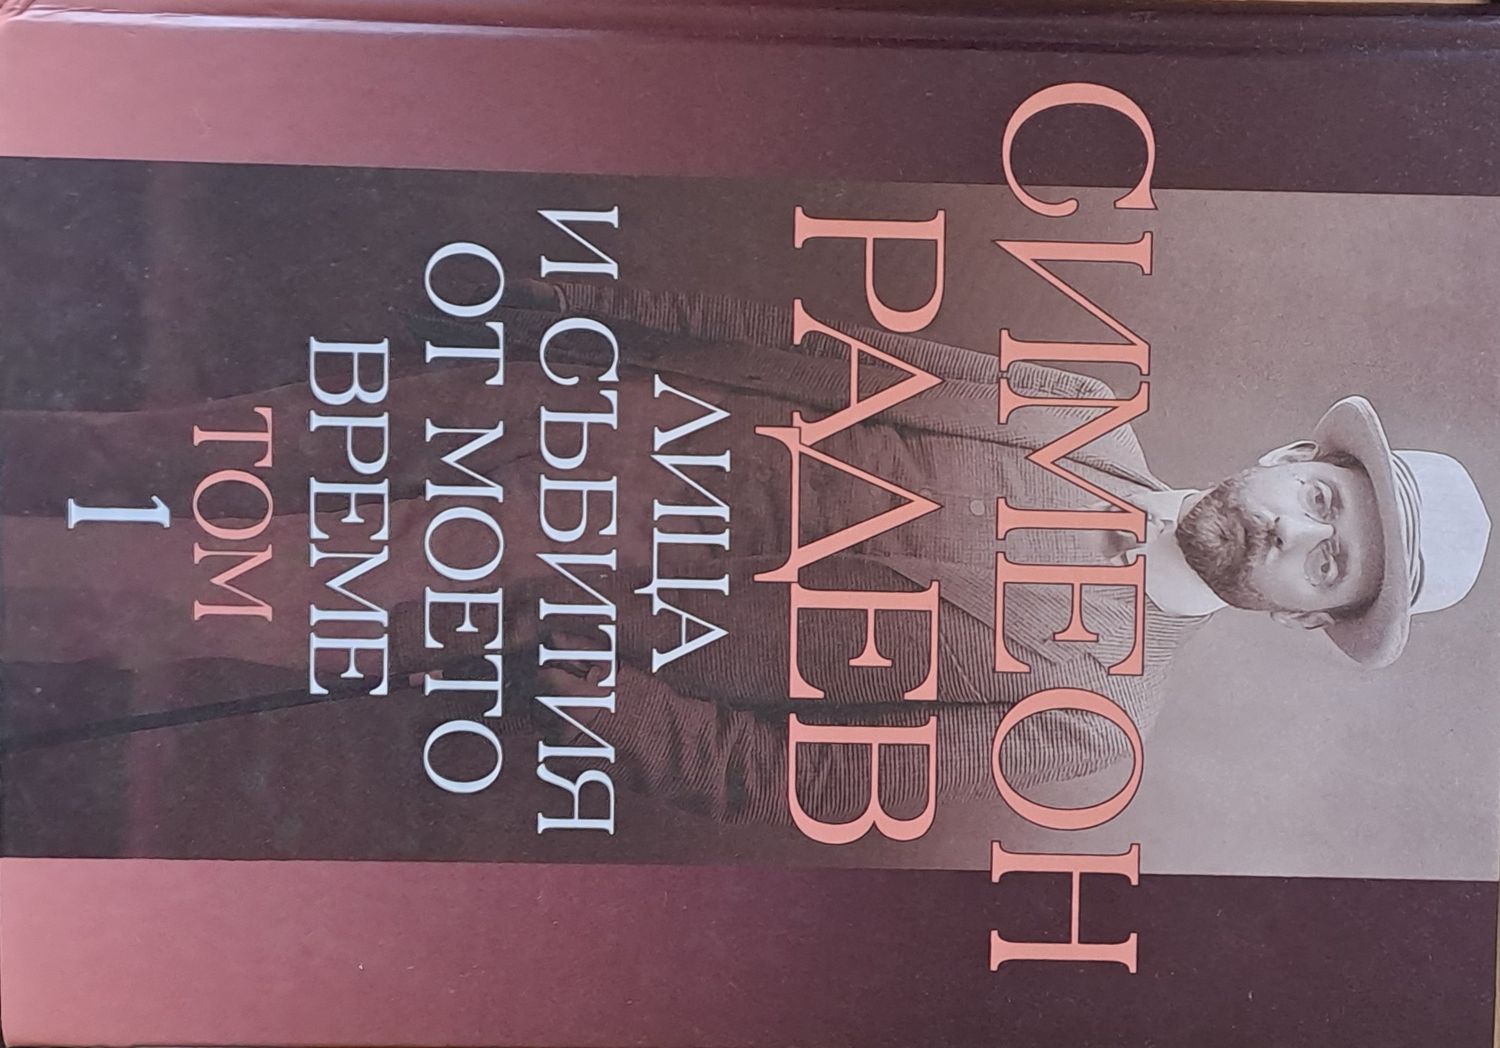 СИМЕОН
РАДЕВ
ЛИЦА
И СЪБИТИЯ
ОТ МОЕТО
ВРЕМЕ
ТОМ
1